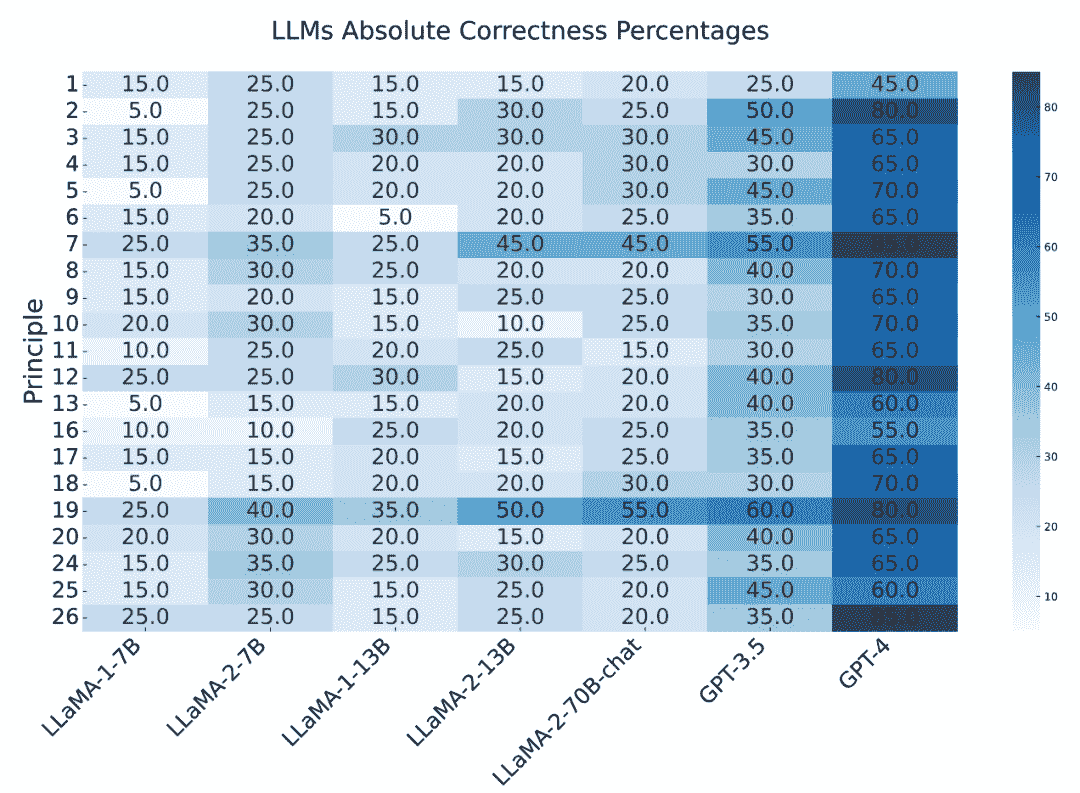 LLMs Absolute Correctness Percentages
1 15.0 25.0 15.0 15.0 20.0 25.0 45.0
2 5.0 25.0 15.0 30.0 25.0 50.0 80.0
3 15.0 25.0 30.0 30.0 30.0 45.0 65.0
4 15.0 25.0 20.0 20.0 30.0 30.0 65.0
5 5.0 25.0 20.0 20.0 30.0 45.0 70.0
6 15.0 20.0 5.0 20.0 25.0 35.0 65.0
7 25.0 35.0 25.0 45.0 45.0 55.0
8 15.0 30.0 25.0 20.0 20.0 40.0 70.0
9 15.0 20.0 15.0 25.0 25.0 30.0 65.0
10 20.0 30.0 15.0 10.0 25.0 35.0 70.0
11 10.0 25.0 20.0 25.0 15.0 30.0 65.0
12 25.0 25.0 30.0 15.0 20.0 40.0 80.0
13 5.0 15.0 15.0 20.0 20.0 40.0 60.0
16 10.0 10.0 25.0 20.0 25.0 35.0 55.0
17 15.0 15.0 20.0 15.0 25.0 35.0 65.0
18 5.0 15.0 20.0 20.0 30.0 30.0 70.0
19 25.0 40.0 35.0 50.0 55.0 60.0 80.0
20 20.0 30.0 20.0 15.0 20.0 40.0 65.0
24 15.0 35.0 25.0 30.0 25.0 35.0 65.0
25 15.0 30.0 15.0 25.0 20.0 45.0 60.0
26 25.0 25.0 15.0 25.0 20.0 35.0
Principle
LLaMA-1-7B
LLaMA-2-7B
LLaMA-1-13B
LLaMA-2-13B
LLaMA-2-70B-chat
GPT-3.5
GPT-4
80
70
60
50
40
30
20
10